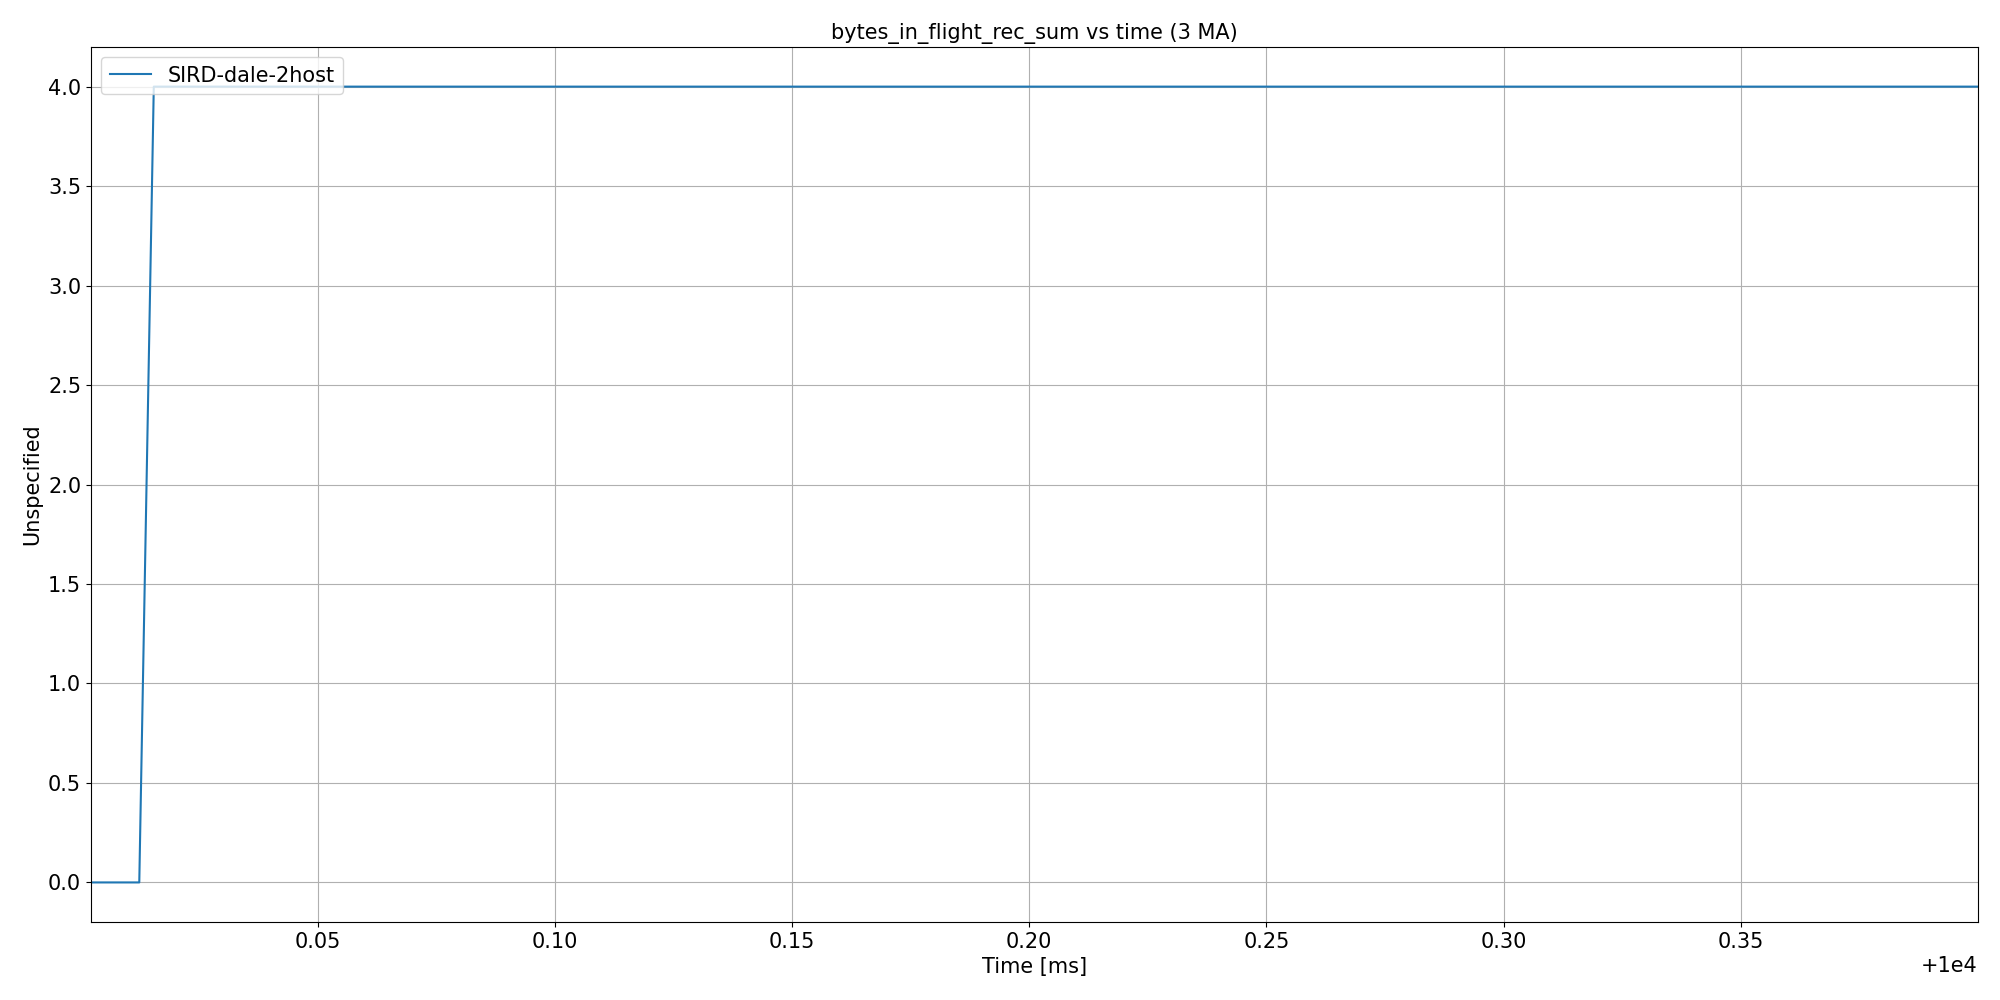 bytes_in_flight_rec_sum vs time (3 MA)
SIRD-dale-2host
4.0
3.5
3.0
2.5
2.0
1.5
1.0
0.5
0.0
Unspecified
0.05 0.10 0.15 0.20 0.25 0.30 0.35
Time [ms]
+1e4